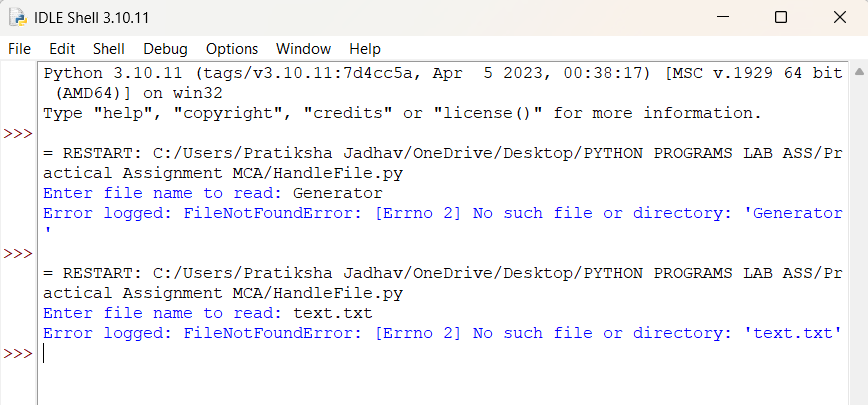 IDLE Shell 3.10.11
File Edit Shell Debug Options Window Help
Python 3.10.11 (tags/v3.10.11:7d4cc5a, Apr  5 2023, 00:38:17) [MSC v.1929 64 bit
 (AMD64)] on win32
Type "help", "copyright", "credits" or "license()" for more information.
>>>
= RESTART: C:/Users/Pratiksha Jadhav/OneDrive/Desktop/PYTHON PROGRAMS LAB ASS/Pr
actical Assignment MCA/HandleFile.py
Enter file name to read: Generator
Error logged: FileNotFoundError: [Errno 2] No such file or directory: 'Generator
'
>>>
= RESTART: C:/Users/Pratiksha Jadhav/OneDrive/Desktop/PYTHON PROGRAMS LAB ASS/Pr
actical Assignment MCA/HandleFile.py
Enter file name to read: text.txt
Error logged: FileNotFoundError: [Errno 2] No such file or directory: 'text.txt'
>>>